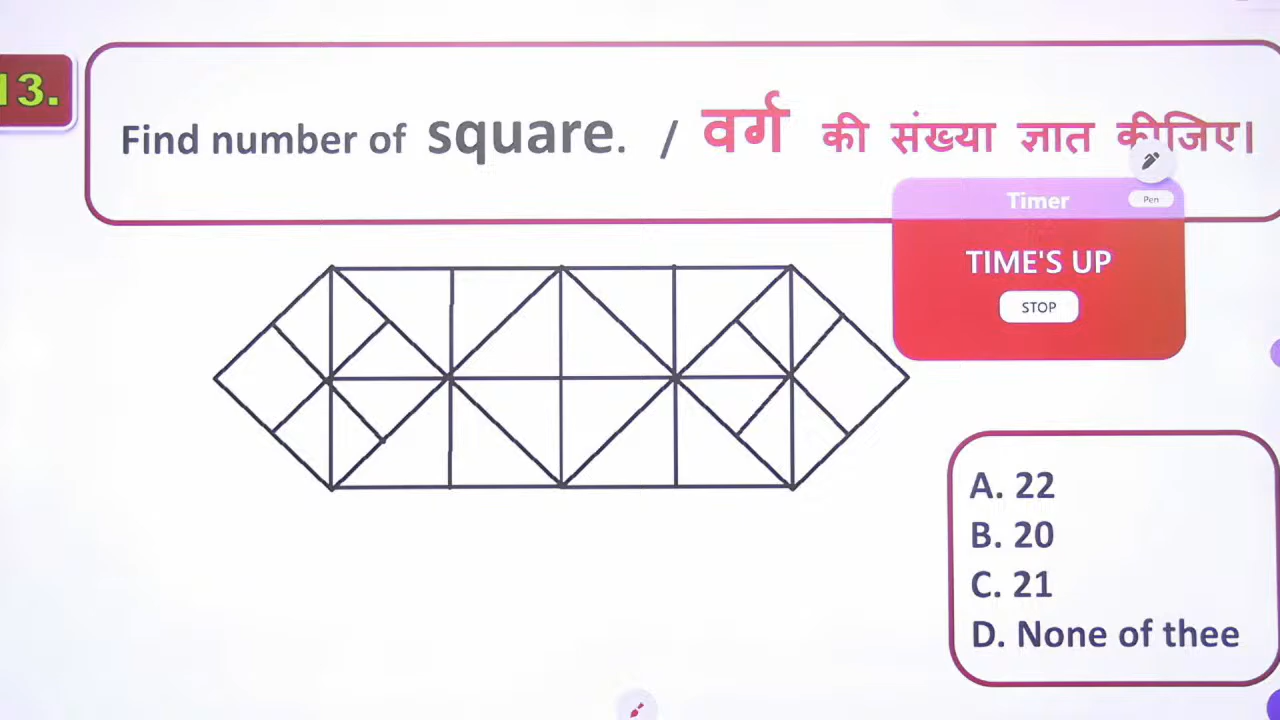 13.
Find number of square. / वर्ग की संख्या ज्ञात कीजिए।
Timer
Pen
TIME'S UP
STOP
A. 22
B. 20
C. 21
D. None of thee